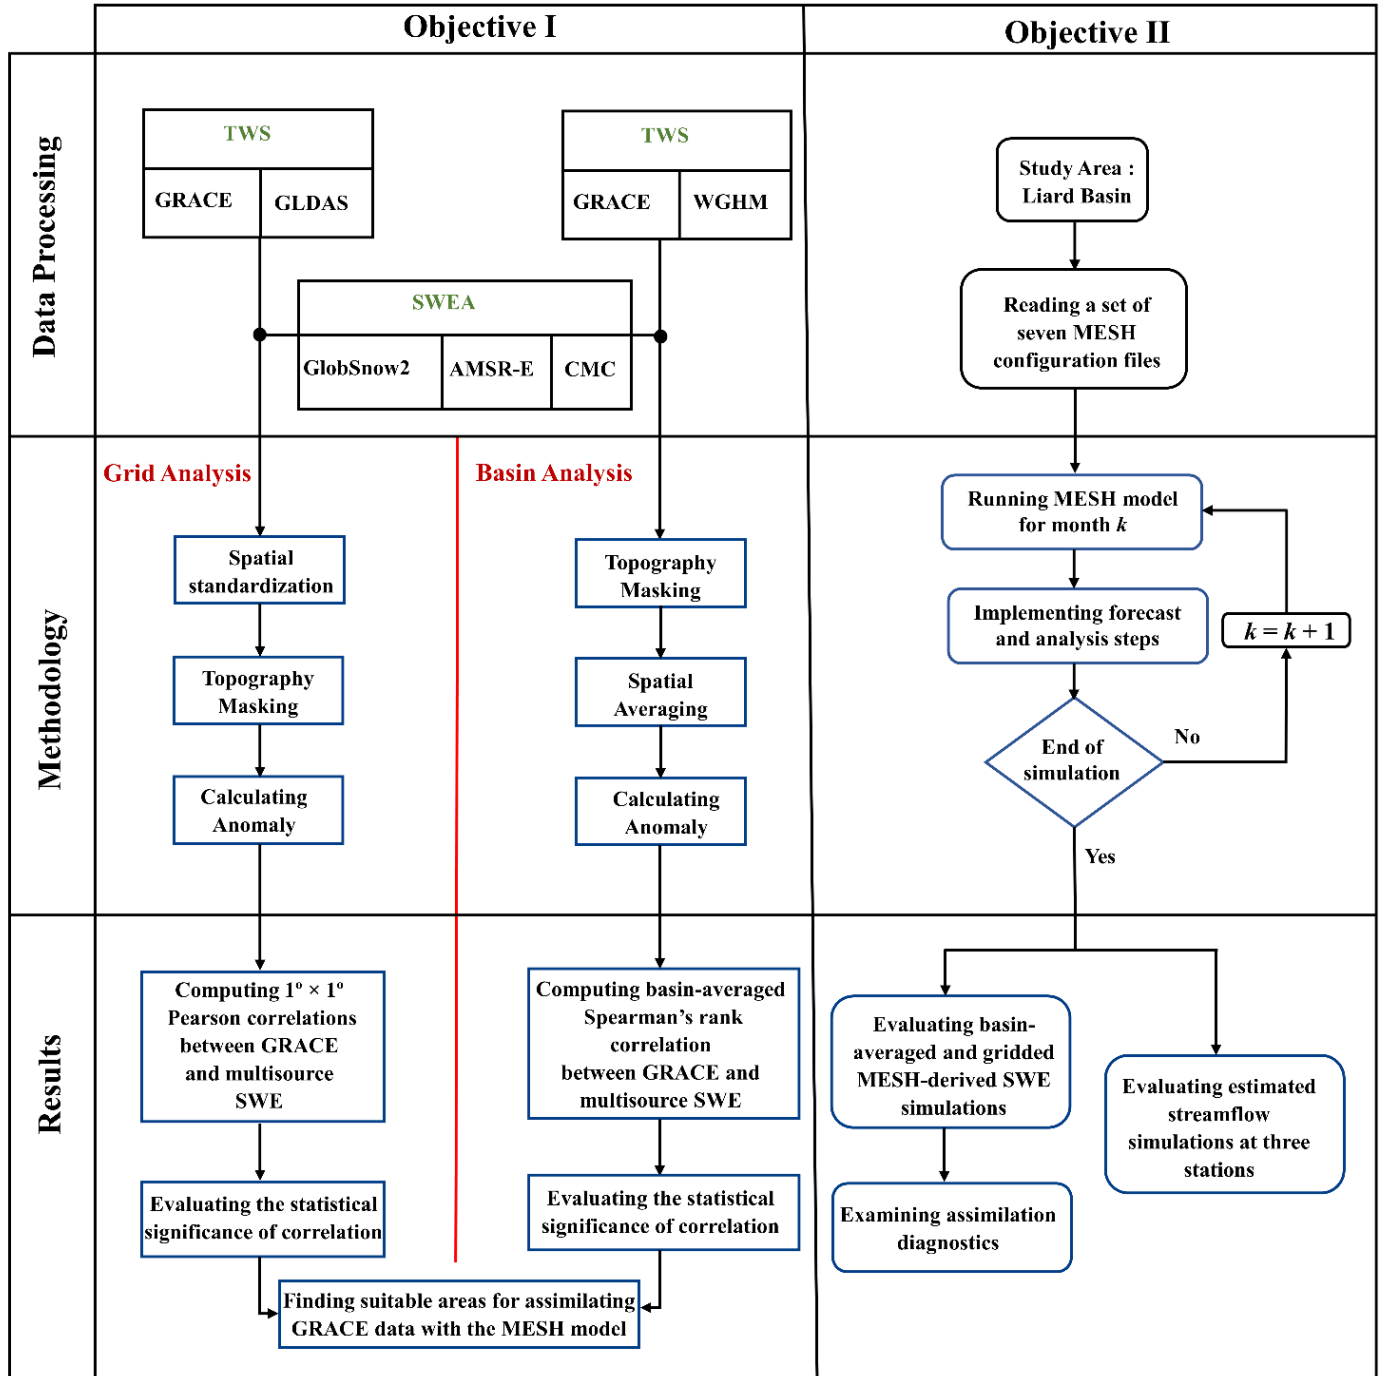 Objective I
Objective II
Data Processing
TWS
GRACE
GLDAS
TWS
GRACE
WGHM
SWEA
GlobSnow2
AMSR-E
CMC
Study Area :
Liard Basin
Reading a set of
seven MESH
configuration files
Methodology
Grid Analysis
Spatial
standardization
Topography
Masking
Calculating
Anomaly
Basin Analysis
Topography
Masking
Spatial
Averaging
Calculating
Anomaly
Running MESH model
for month k
Implementing forecast
and analysis steps
k = k + 1
End of
simulation
No
Yes
Results
Computing 1º × 1º
Pearson correlations
between GRACE
and multisource
SWE
Evaluating the statistical
significance of correlation
Computing basin-averaged
Spearman’s rank
correlation
between GRACE and
multisource SWE
Evaluating the statistical
significance of correlation
Finding suitable areas for assimilating
GRACE data with the MESH model
Evaluating basin-
averaged and gridded
MESH-derived SWE
simulations
Examining assimilation
diagnostics
Evaluating estimated
streamflow
simulations at three
stations